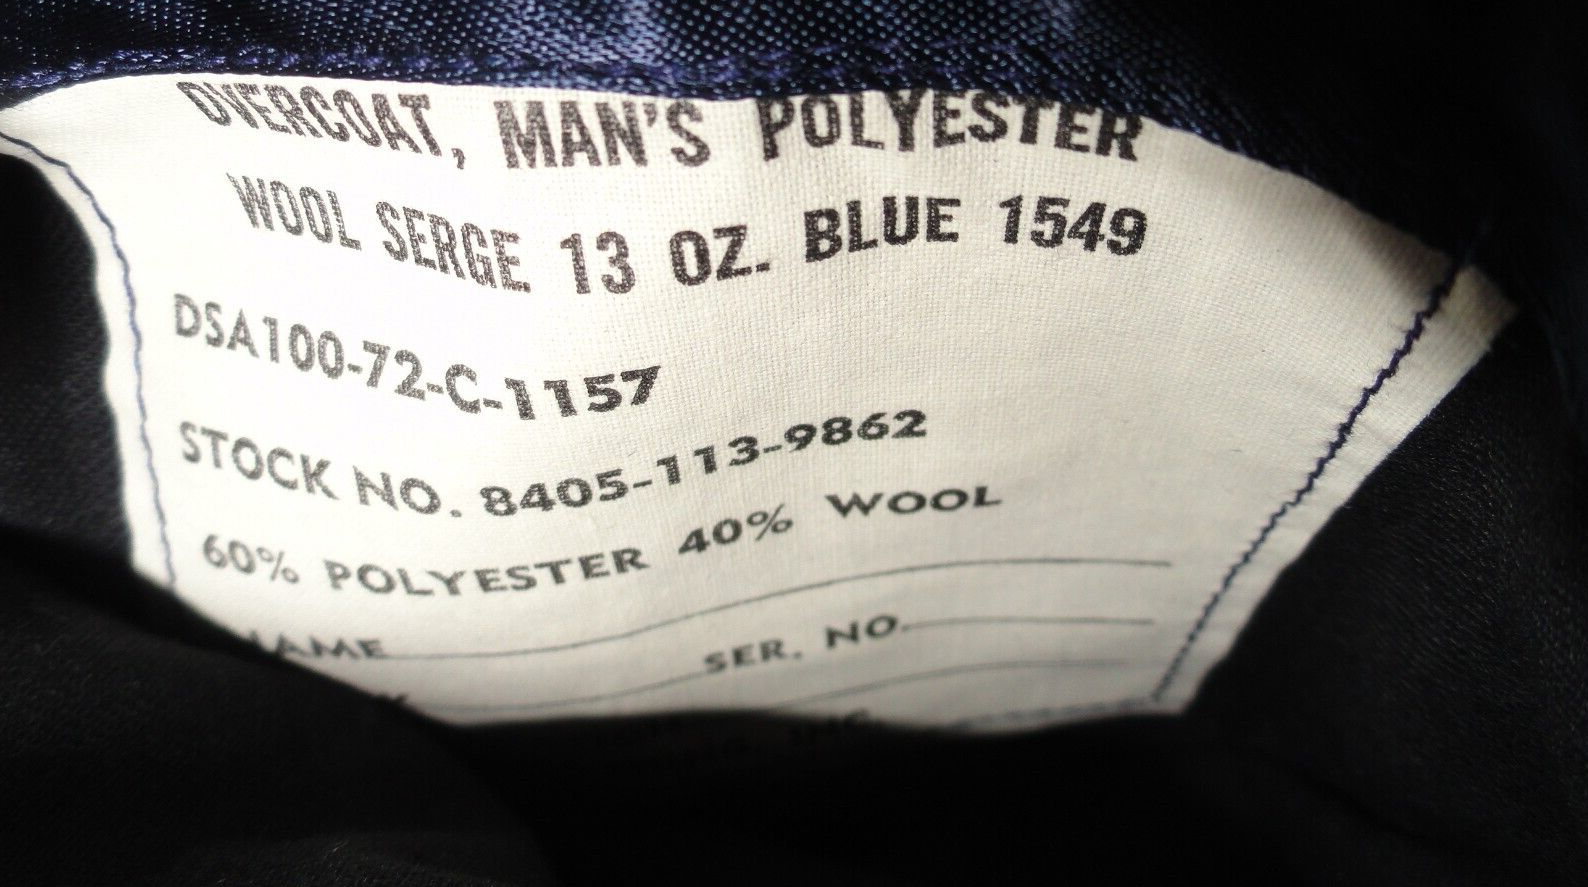 OVERCOAT, MAN'S POLYESTER
WOOL SERGE 13 OZ. BLUE 1549
DSA100-72-C-1157
STOCK NO. 8405-113-9862
60% POLYESTER 40% WOOL
NAME
SER. NO.